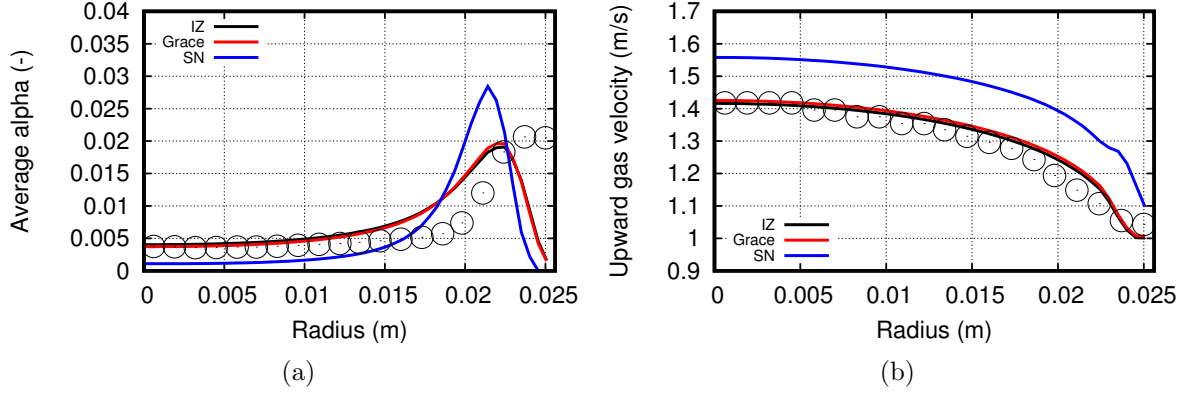 0.04
0.035
0.03
0.025
0.02
0.015
0.01
0.005
0
Average alpha (-)
IZ
Grace
SN
0 0.005 0.01 0.015 0.02 0.025
Radius (m)
(a)
1.7
1.6
1.5
1.4
1.3
1.2
1.1
1
0.9
Upward gas velocity (m/s)
IZ
Grace
SN
0 0.005 0.01 0.015 0.02 0.025
Radius (m)
(b)